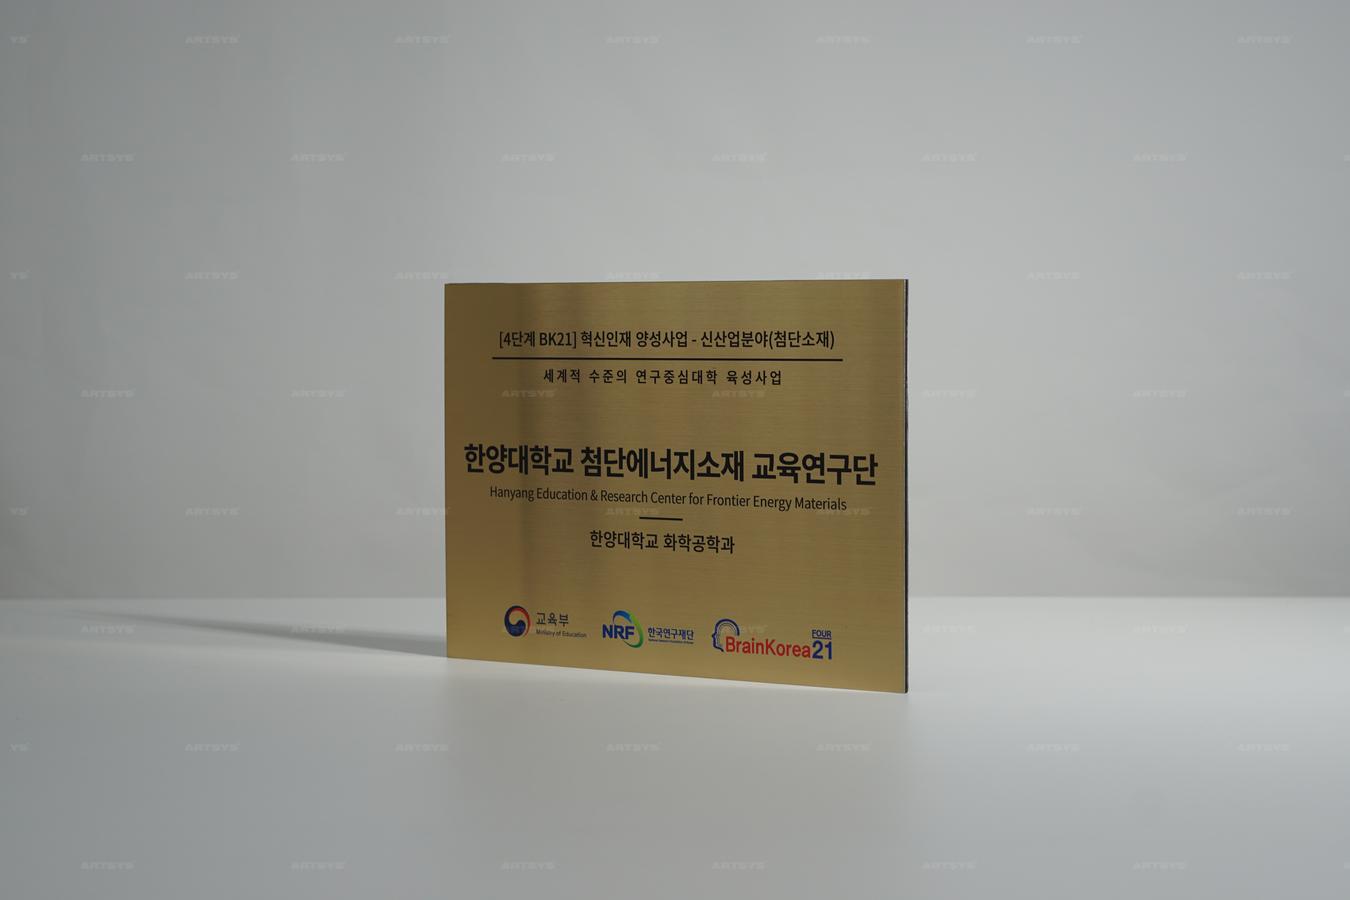 [4단계 BK21] 혁신인재 양성사업 - 신산업분야(첨단소재)
세계적 수준의 연구중심대학 육성사업
한양대학교 첨단에너지소재 교육연구단
Hanyang Education & Research Center for Frontier Energy Materials
한양대학교 화학공학과
교육부
Ministry of Education
NRF 한국연구재단
BrainKorea21 FOUR
ARTSYS